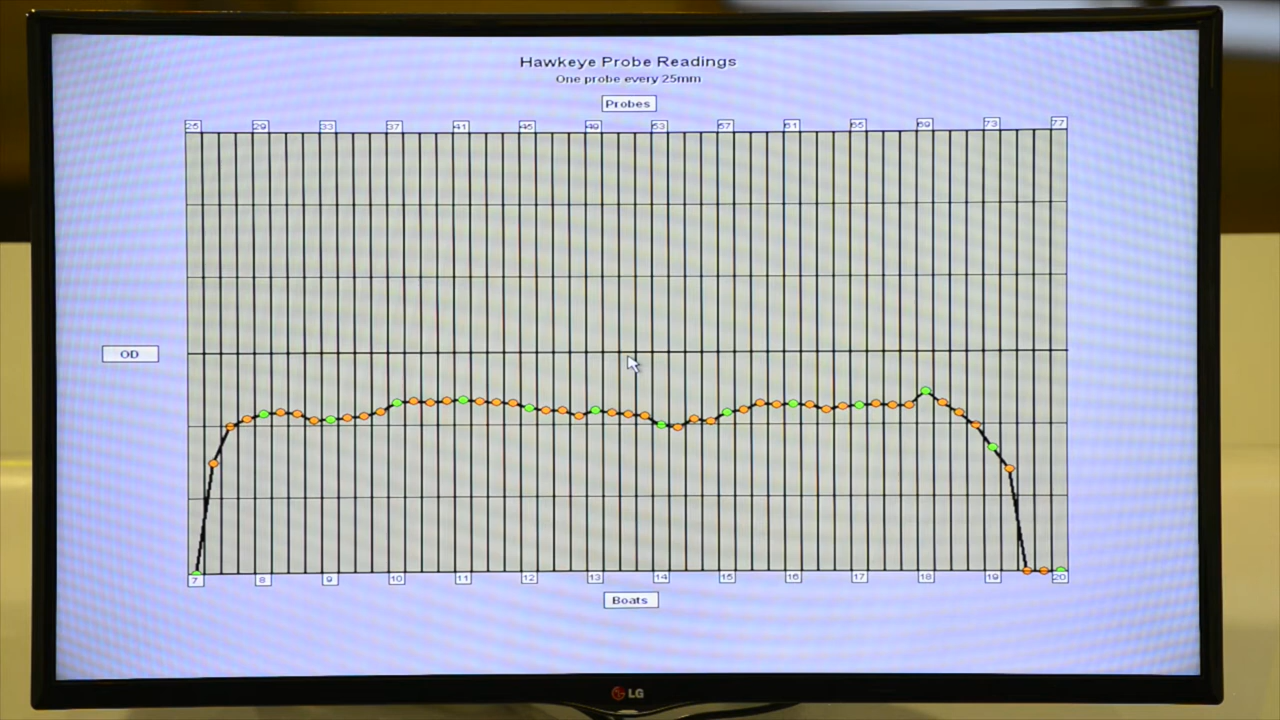 Hawkeye Probe Readings
One probe every 25mm
Probes
25 29 33 37 41 45 49 53 57 61 65 69 73 77
OD
7 8 9 10 11 12 13 14 15 16 17 18 19 20
Boats
LG